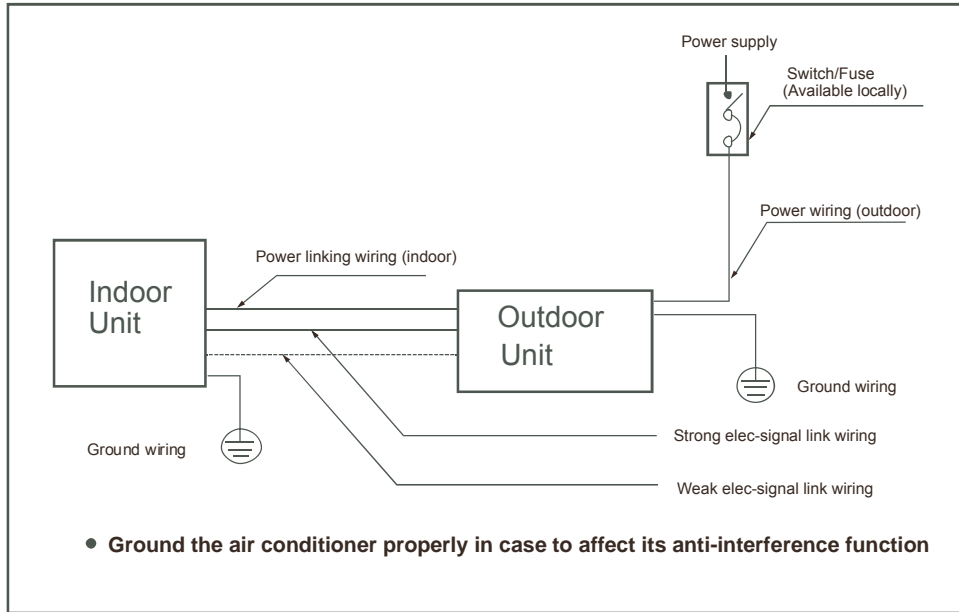 Power supply
Switch/Fuse
(Available locally)
Power wiring (outdoor)
Power linking wiring (indoor)
Indoor
Unit
Outdoor
Unit
Ground wiring
Ground wiring
Strong elec-signal link wiring
Weak elec-signal link wiring
● Ground the air conditioner properly in case to affect its anti-interference function